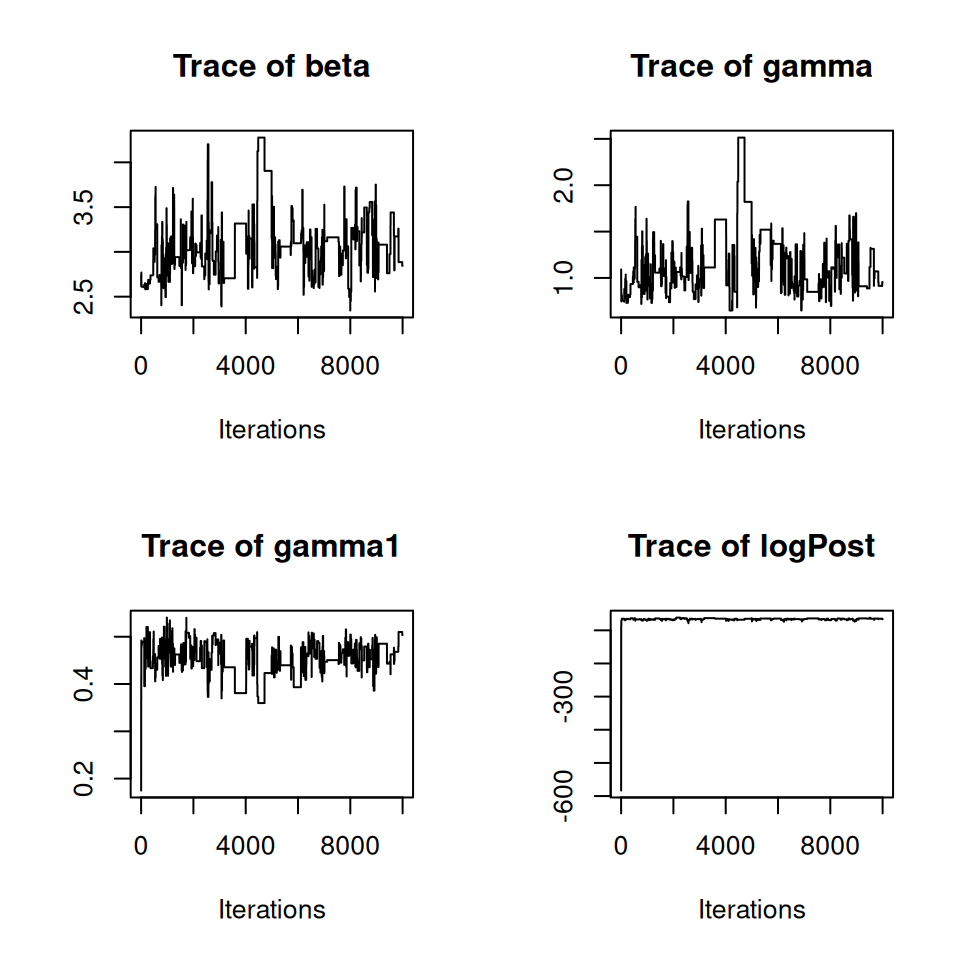 Trace of beta
3.5
2.5
0 4000 8000
Iterations
Trace of gamma
2.0
1.0
0 4000 8000
Iterations
Trace of gamma1
0.4
0.2
0 4000 8000
Iterations
Trace of logPost
-300
-600
0 4000 8000
Iterations